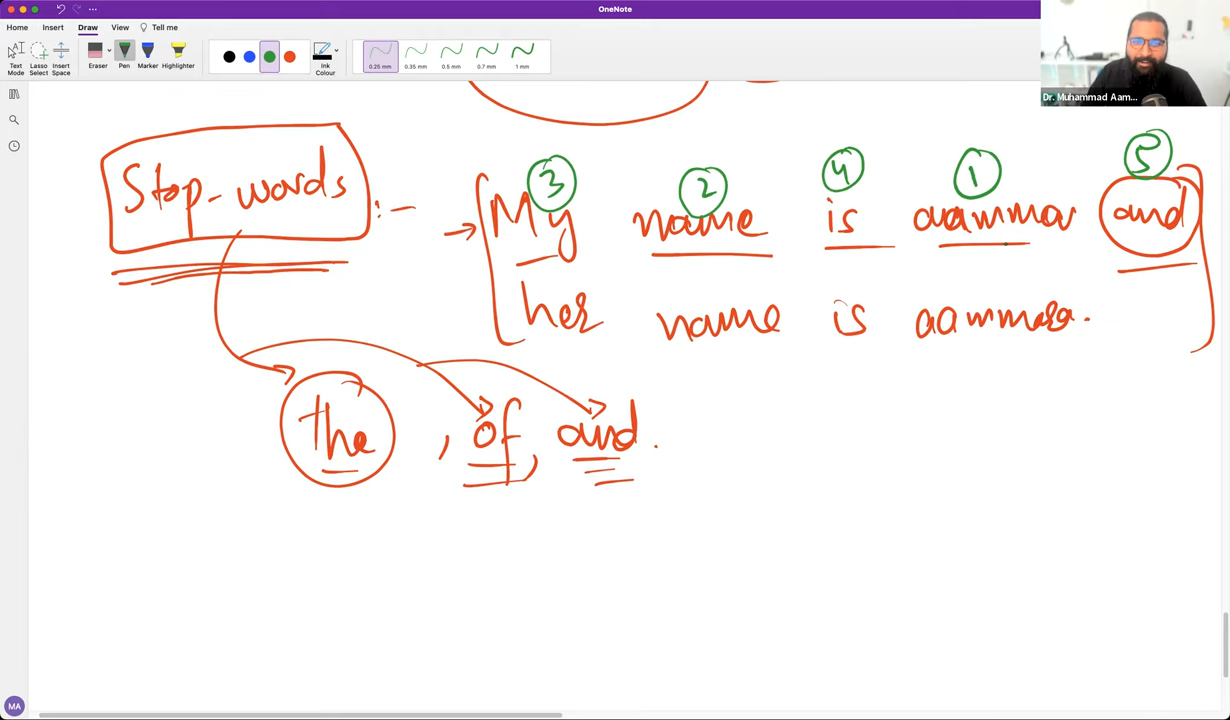 OneNote
Home Insert Draw View Tell me
Text Mode Lasso Select Insert Space Eraser Pen Marker Highlighter Ink Colour 0.25 mm 0.35 mm 0.5 mm 0.7 mm 1 mm
Dr. Muhammad Aam...
3 2 4 1 5
Stop-words :- → My name is aammar and
her name is aammara.
the, of, and.
MA